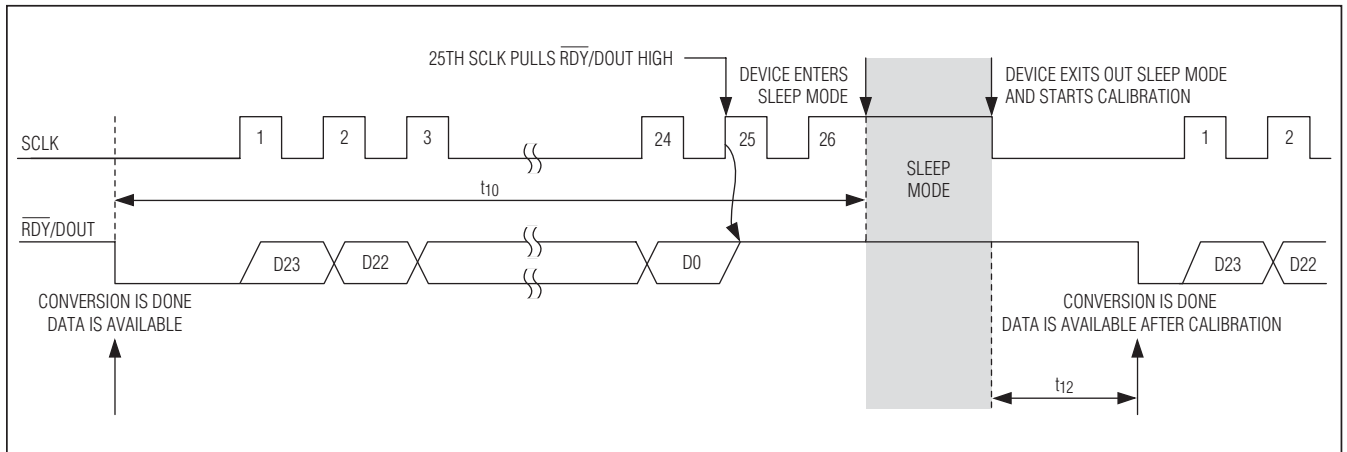 25TH SCLK PULLS R̅D̅Y̅/DOUT HIGH
DEVICE ENTERS
SLEEP MODE
DEVICE EXITS OUT SLEEP MODE
AND STARTS CALIBRATION
SCLK
1
2
3
24
25
26
1
2
SLEEP
MODE
t10
R̅D̅Y̅/DOUT
D23
D22
D0
D23
D22
CONVERSION IS DONE
DATA IS AVAILABLE
CONVERSION IS DONE
DATA IS AVAILABLE AFTER CALIBRATION
t12